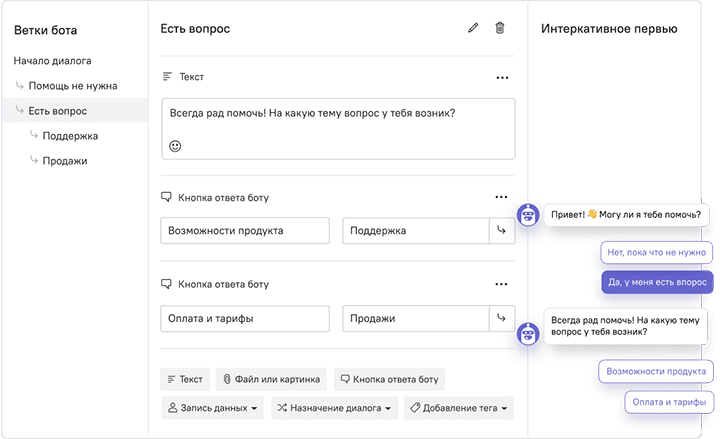 Ветки бота
Начало диалога
Помощь не нужна
Есть вопрос
Поддержка
Продажи
Есть вопрос
Текст
Всегда рад помочь! На какую тему вопрос у тебя возник?
Кнопка ответа боту
Возможности продукта
Поддержка
Кнопка ответа боту
Оплата и тарифы
Продажи
Текст
Файл или картинка
Кнопка ответа боту
Запись данных
Назначение диалога
Добавление тега
Интеркативное первью
Привет! 👋 Могу ли я тебе помочь?
Нет, пока что не нужно
Да, у меня есть впорос
Всегда рад помочь! На какую тему
вопрос у тебя возник?
Возможности продукта
Оплата и тарифы